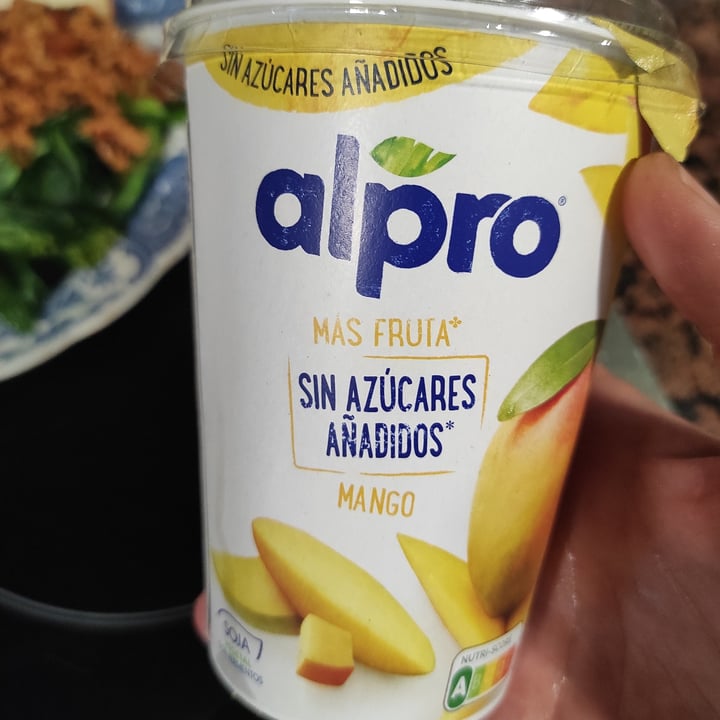 SIN AZÚCARES AÑADIDOS
alpro®
MÁS FRUTA*
SIN AZÚCARES
AÑADIDOS*
MANGO
SOJA
NUTRI-SCORE
A